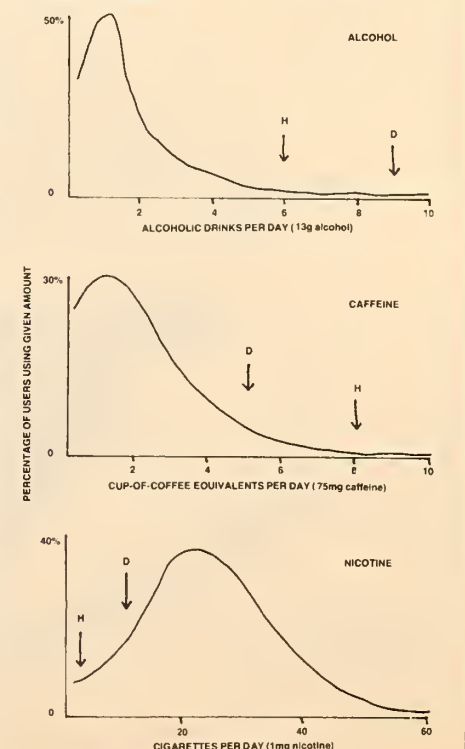 50%
ALCOHOL
H
D
0
2
4
6
8
10
ALCOHOLIC DRINKS PER DAY (13g alcohol)
PERCENTAGE OF USERS USING GIVEN AMOUNT
30%
CAFFEINE
D
H
0
2
4
6
8
10
CUP-OF-COFFEE EQUIVALENTS PER DAY (75mg caffeine)
40%
NICOTINE
D
H
0
20
40
60
CIGARETTES PER DAY (1mg nicotine)